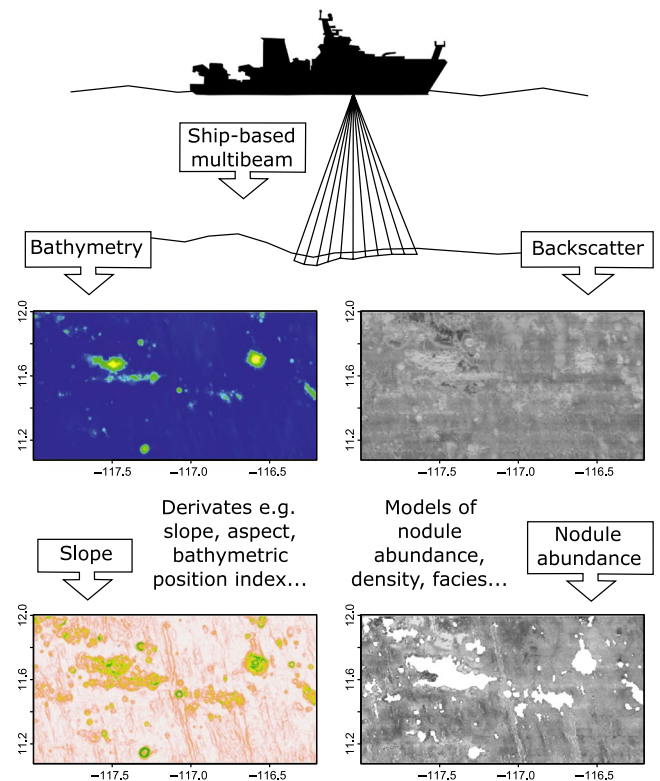 Ship-based
multibeam
Bathymetry
Backscatter
12.0
11.6
11.2
−117.5
−117.0
−116.5
12.0
11.6
11.2
−117.5
−117.0
−116.5
Derivates e.g.
slope, aspect,
bathymetric
position index...
Models of
nodule
abundance,
density, facies...
Slope
Nodule
abundance
12.0
11.6
11.2
−117.5
−117.0
−116.5
12.0
11.6
11.2
−117.5
−117.0
−116.5